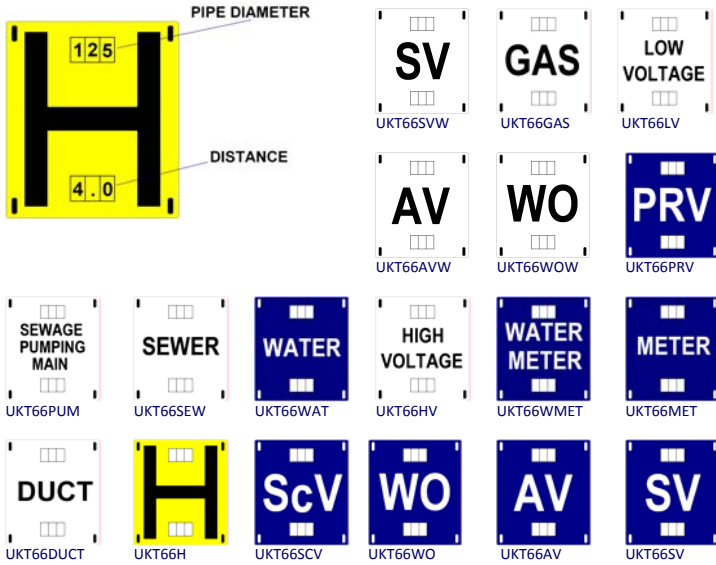 PIPE DIAMETER
125
DISTANCE
4.0
SV
UKT66SVW
GAS
UKT66GAS
LOW
VOLTAGE
UKT66LV
AV
UKT66AVW
WO
UKT66WOW
PRV
UKT66PRV
SEWAGE
PUMPING
MAIN
UKT66PUM
SEWER
UKT66SEW
WATER
UKT66WAT
HIGH
VOLTAGE
UKT66HV
WATER
METER
UKT66WMET
METER
UKT66MET
DUCT
UKT66DUCT
H
UKT66H
ScV
UKT66SCV
WO
UKT66WO
AV
UKT66AV
SV
UKT66SV
H